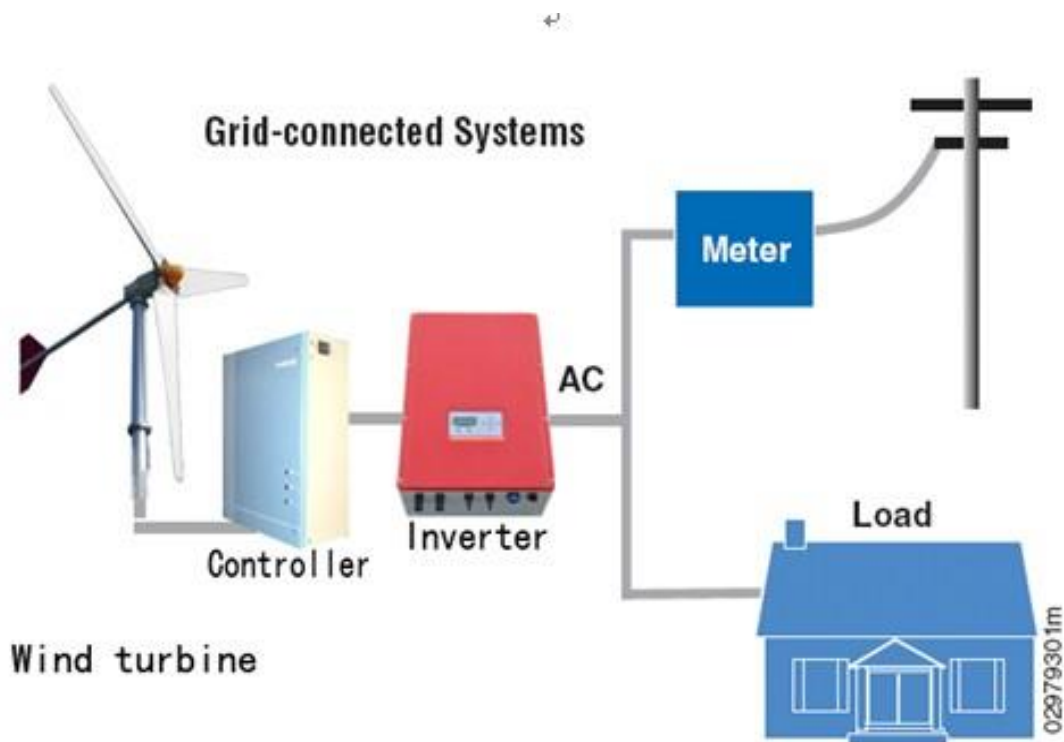 Grid-connected Systems
Meter
AC
Inverter
Controller
Load
Wind turbine
02979301m